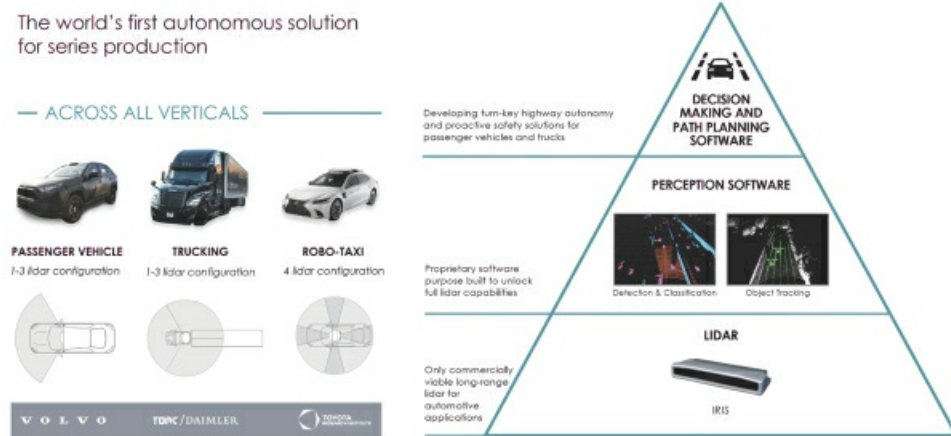 The world's first autonomous solution
for series production
ACROSS ALL VERTICALS
PASSENGER VEHICLE
1-3 lidar configuration
TRUCKING
1-3 lidar configuration
ROBO-TAXI
4 lidar configuration
VOLVO
TORC/DAIMLER
TOYOTA
RESEARCH INSTITUTE
Developing turn-key highway autonomy
and proactive safety solutions for
passenger vehicles and trucks
DECISION
MAKING AND
PATH PLANNING
SOFTWARE
Proprietary software
purpose built to unlock
full lidar capabilities
PERCEPTION SOFTWARE
Detection & Classification
Object Tracking
Only commercially
viable long-range
lidar for
automotive
applications
LIDAR
IRIS